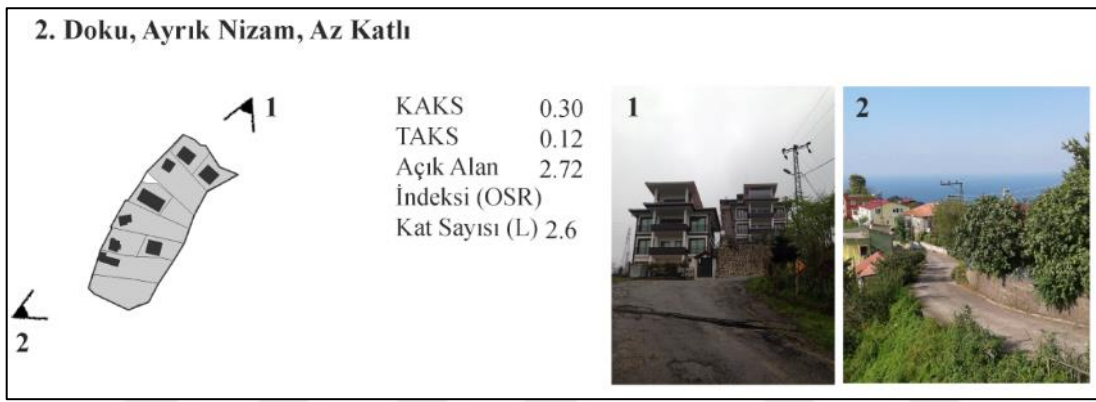 2. Doku, Ayrık Nizam, Az Katlı
1
2
KAKS 0.30
TAKS 0.12
Açık Alan 2.72
İndeksi (OSR)
Kat Sayısı (L) 2.6
1
2